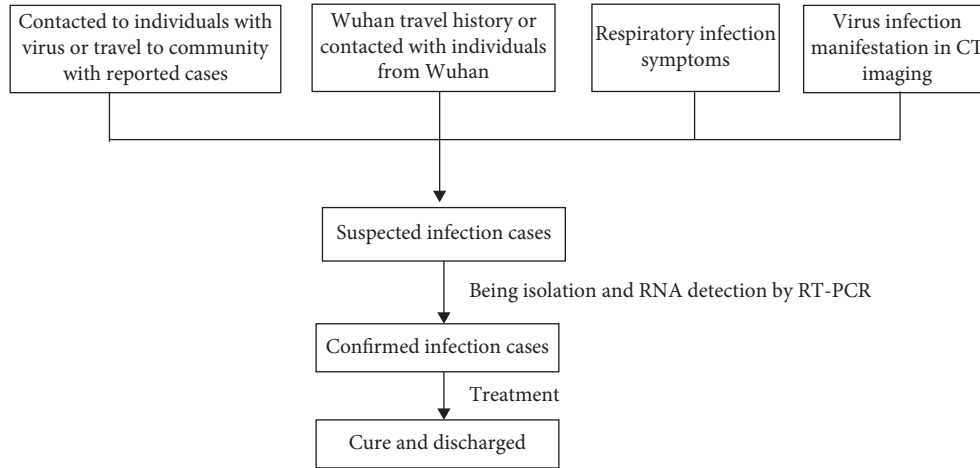 Contacted to individuals with
virus or travel to community
with reported cases
Wuhan travel history or
contacted with individuals
from Wuhan
Respiratory infection
symptoms
Virus infection
manifestation in CT
imaging
Suspected infection cases
Being isolation and RNA detection by RT-PCR
Confirmed infection cases
Treatment
Cure and discharged